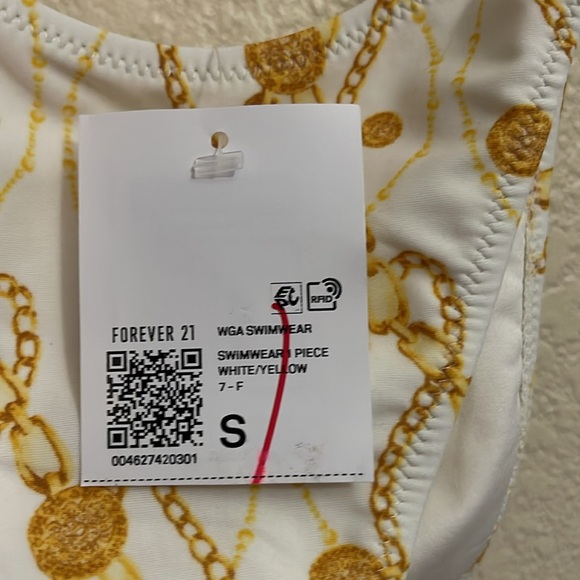 RFID
FOREVER 21
WGA SWIMWEAR
SWIMWEAR 1 PIECE
WHITE/YELLOW
7 - F
S
004627420301